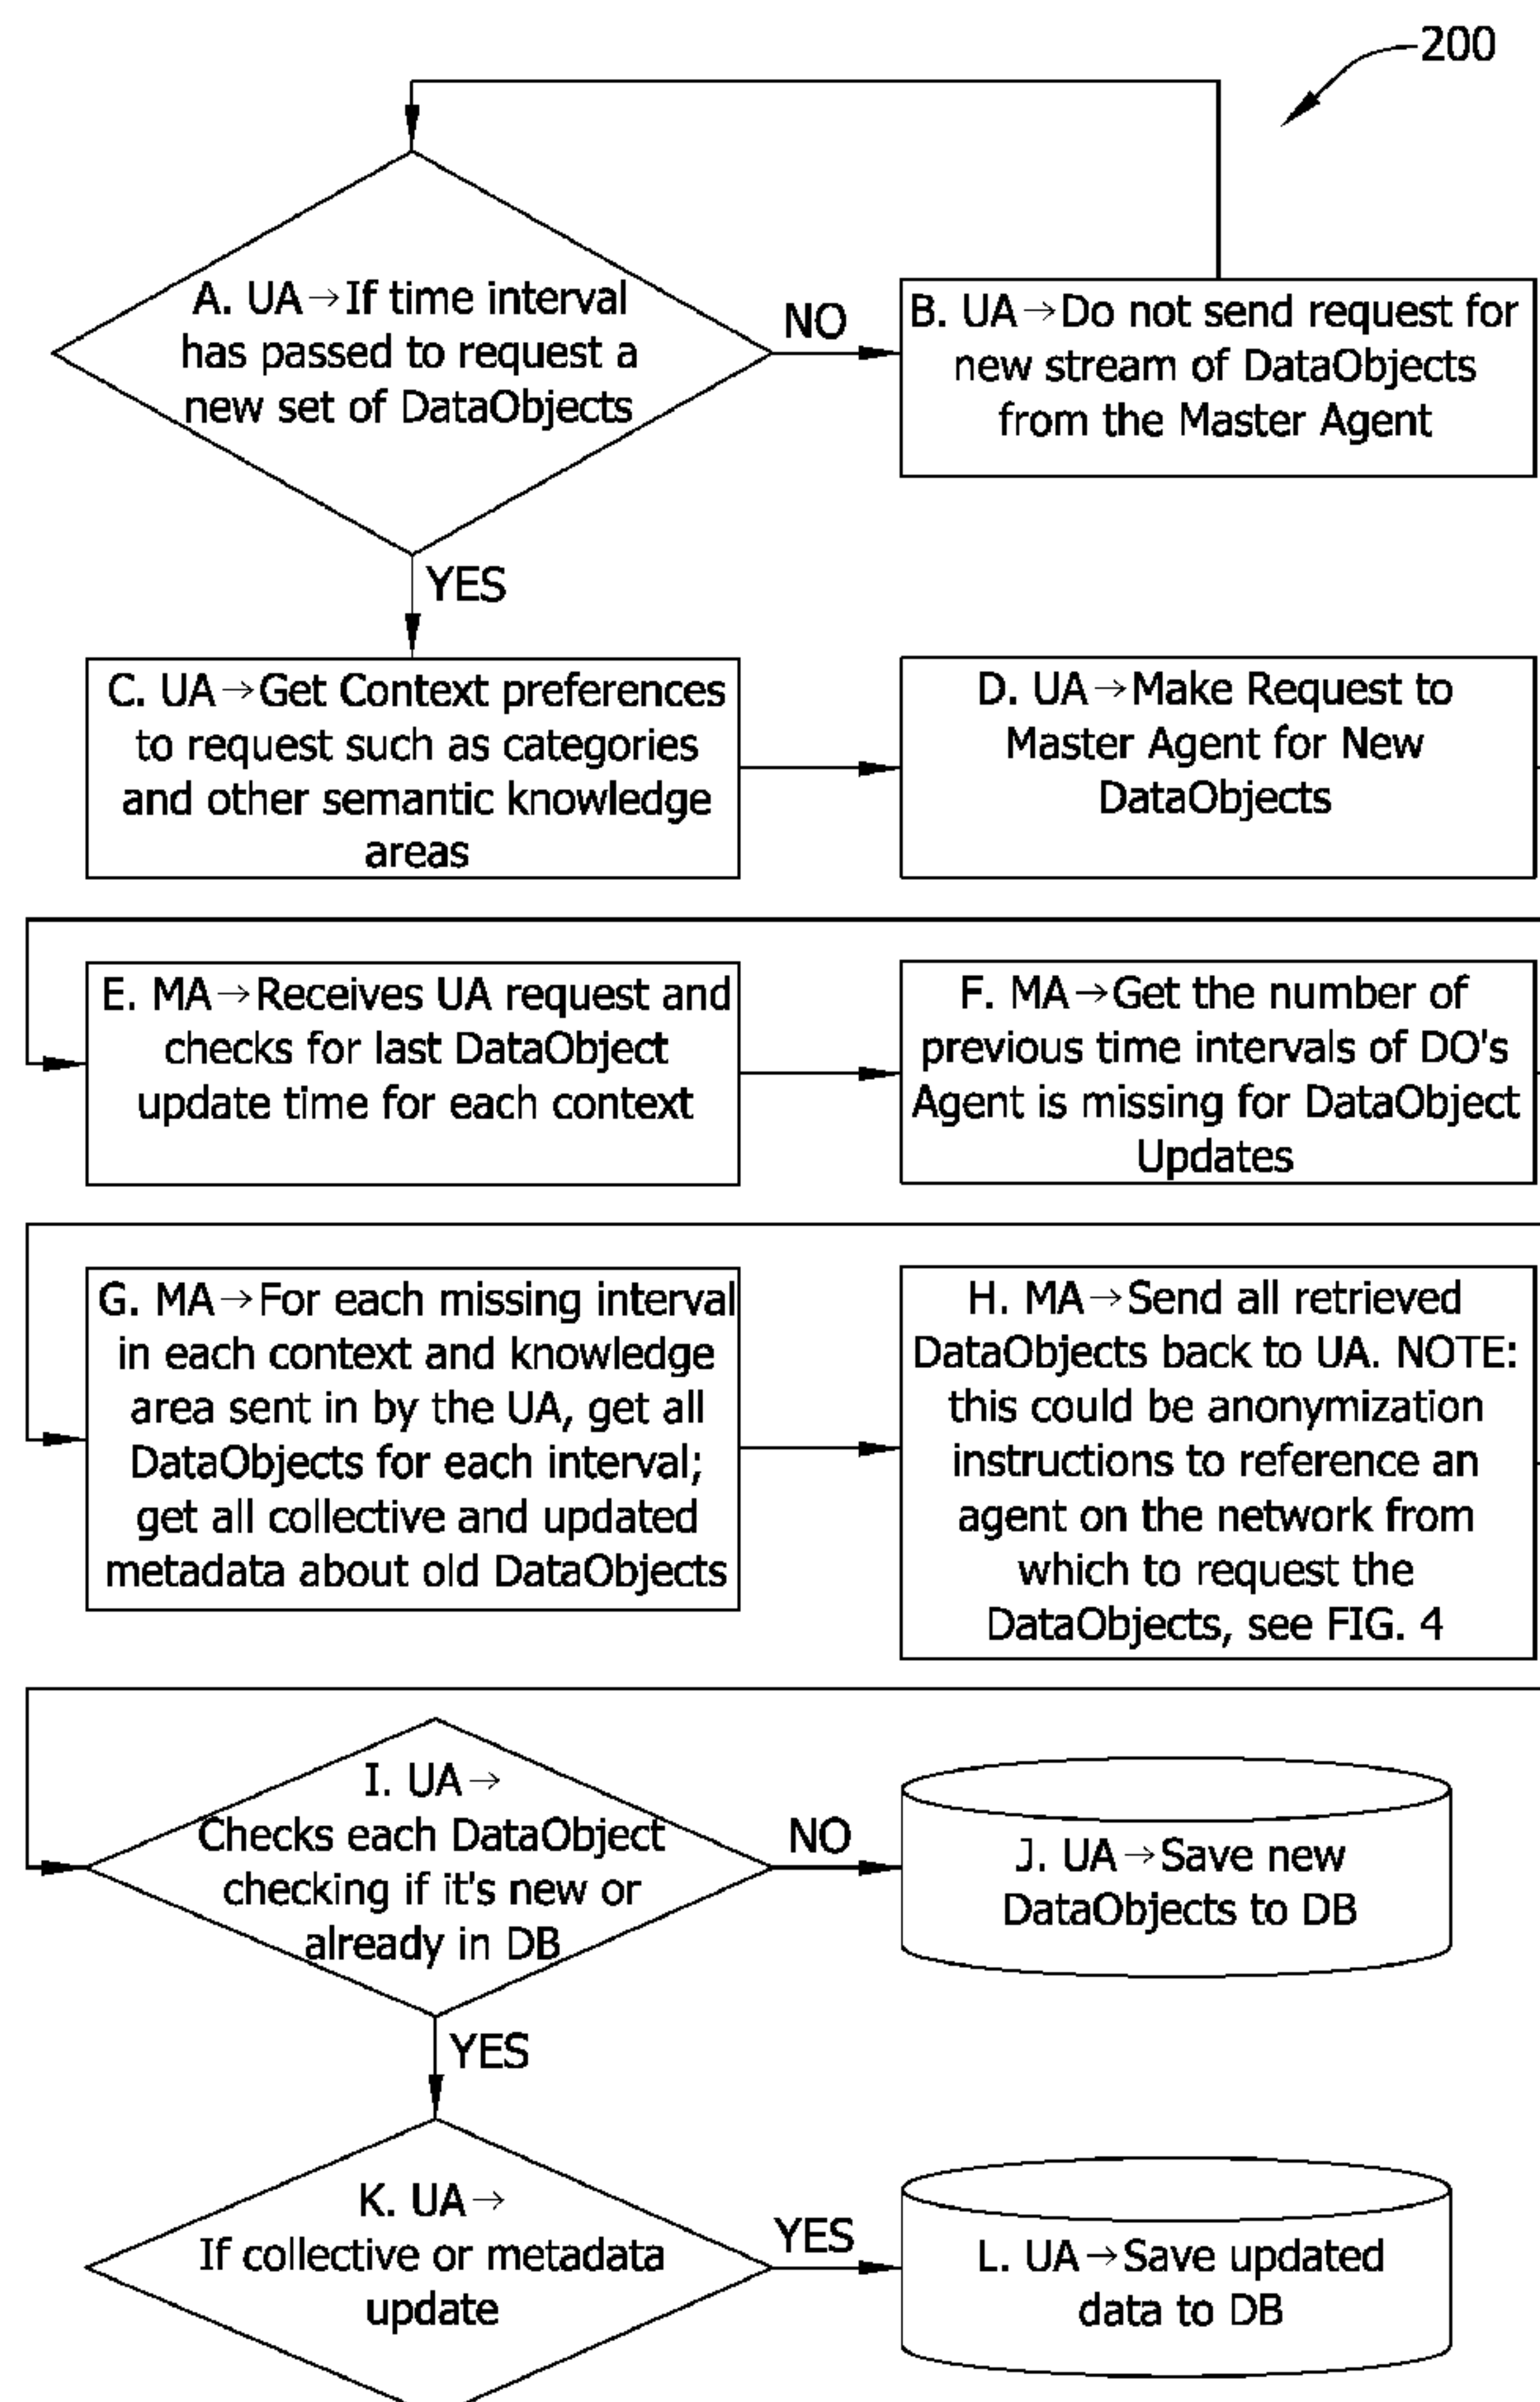 200
A. UA→If time interval
has passed to request a
new set of DataObjects
NO
B. UA→Do not send request for
new stream of DataObjects
from the Master Agent
YES
C. UA→Get Context preferences
to request such as categories
and other semantic knowledge
areas
D. UA→Make Request to
Master Agent for New
DataObjects
E. MA→Receives UA request and
checks for last DataObject
update time for each context
F. MA→Get the number of
previous time intervals of DO's
Agent is missing for DataObject
Updates
G. MA→For each missing interval
in each context and knowledge
area sent in by the UA, get all
DataObjects for each interval;
get all collective and updated
metadata about old DataObjects
H. MA→Send all retrieved
DataObjects back to UA. NOTE:
this could be anonymization
instructions to reference an
agent on the network from
which to request the
DataObjects, see FIG. 4
I. UA→
Checks each DataObject
checking if it's new or
already in DB
NO
J. UA→Save new
DataObjects to DB
YES
K. UA→
If collective or metadata
update
YES
L. UA→Save updated
data to DB